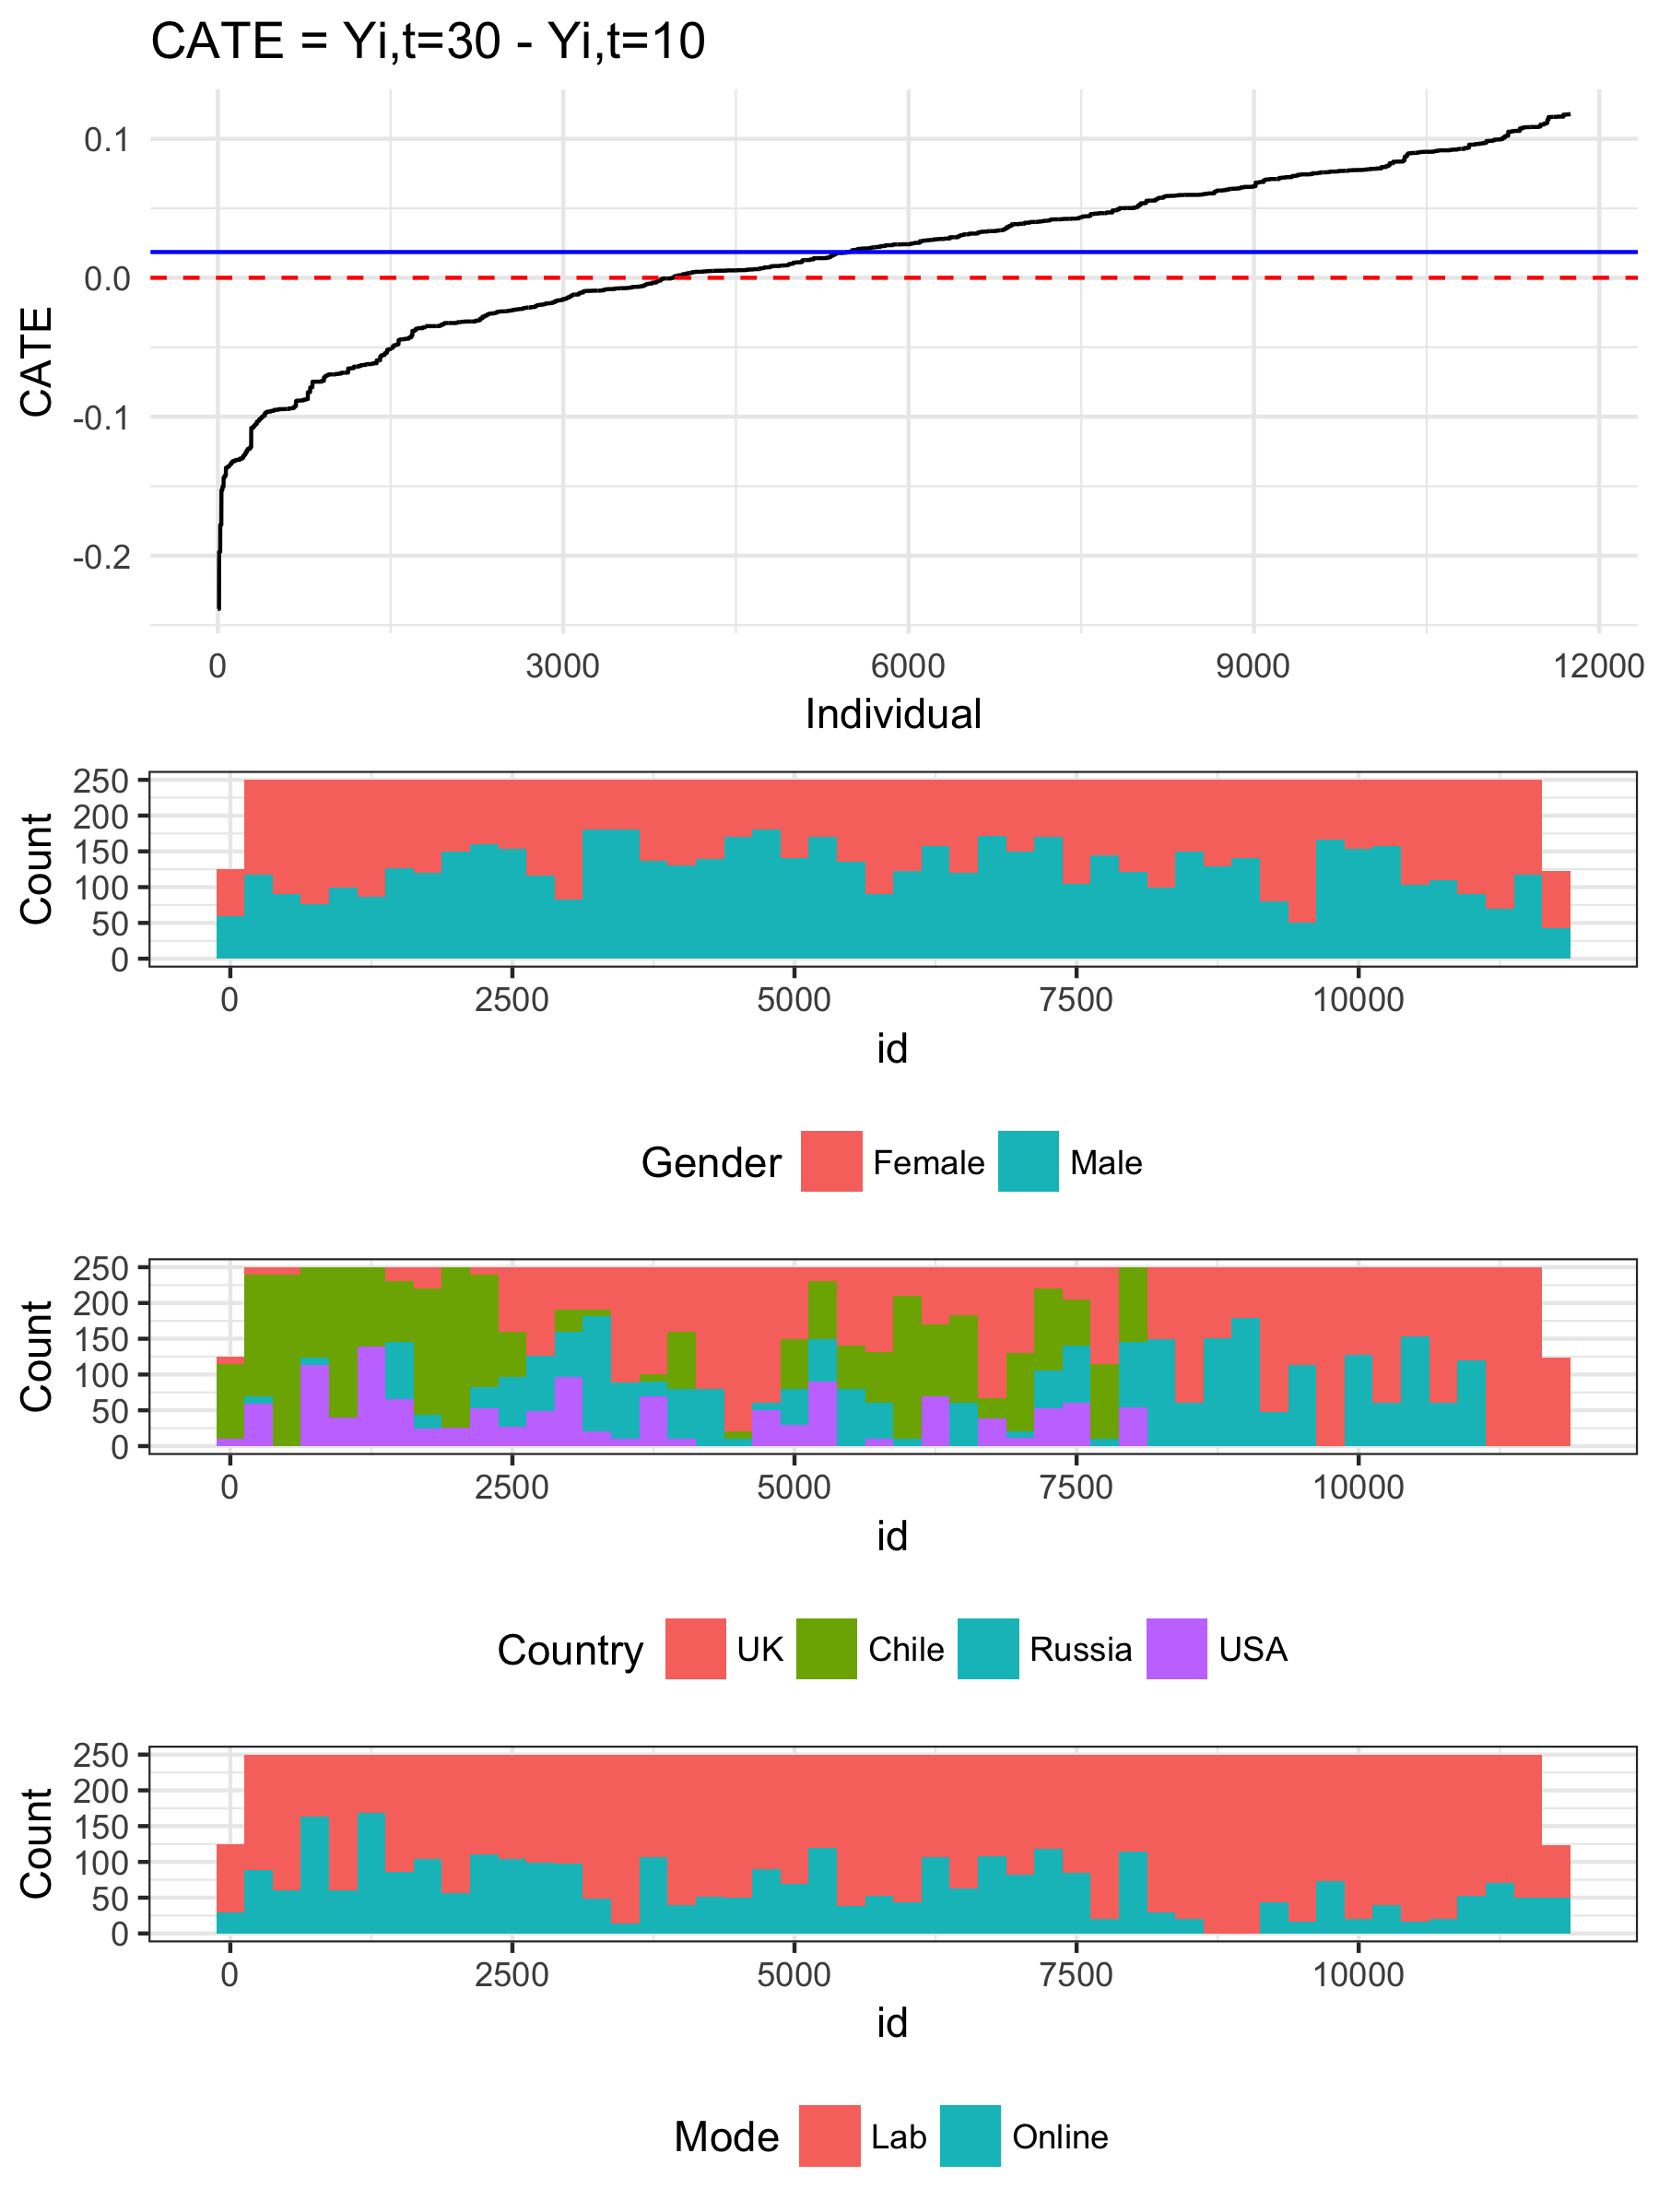 CATE = Yi,t=30 - Yi,t=10
0.1
0.0
-0.1
-0.2
CATE
0 3000 6000 9000 12000
Individual
250
200
150
100
50
0
Count
0 2500 5000 7500 10000
id
Gender Female Male
250
200
150
100
50
0
Count
0 2500 5000 7500 10000
id
Country UK Chile Russia USA
250
200
150
100
50
0
Count
0 2500 5000 7500 10000
id
Mode Lab Online